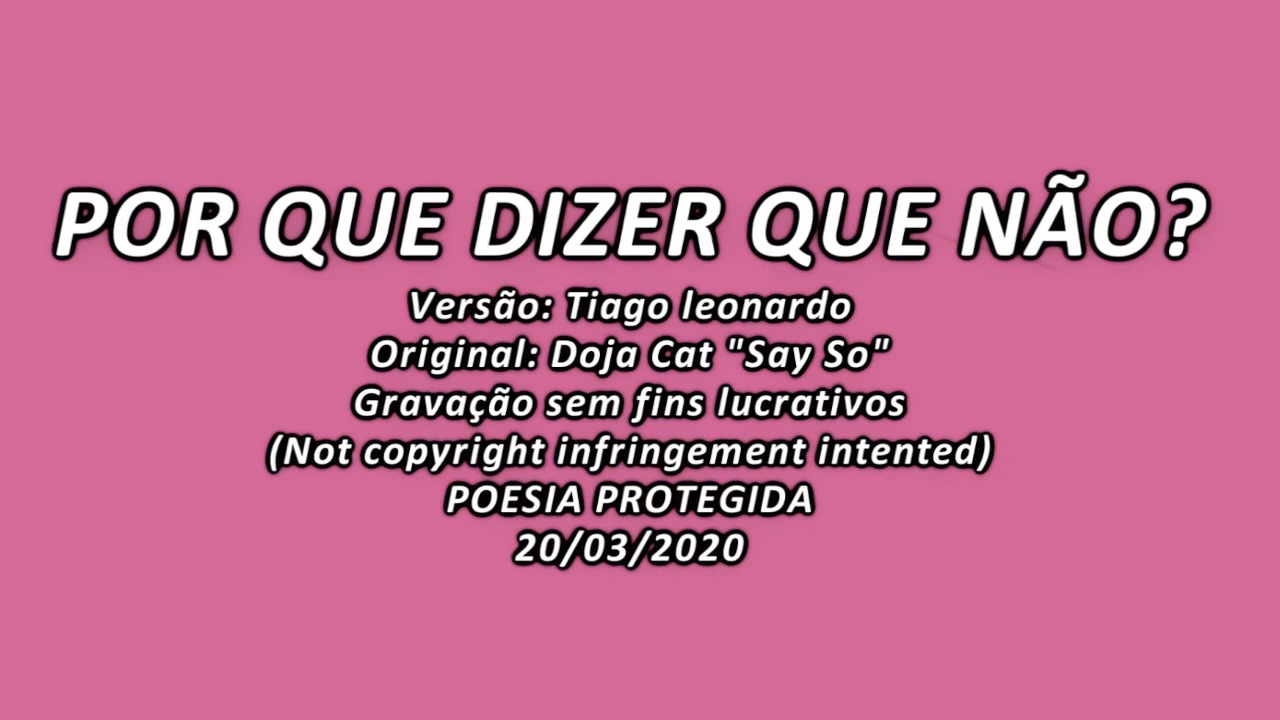 POR QUE DIZER QUE NÃO?
Versão: Tiago leonardo
Original: Doja Cat "Say So"
Gravação sem fins lucrativos
(Not copyright infringement intented)
POESIA PROTEGIDA
20/03/2020